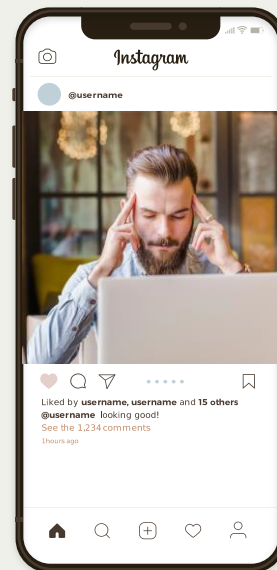 Instagram
@username
Liked by username, username and 15 others
@username looking good!
See the 1,234 comments
1hours ago